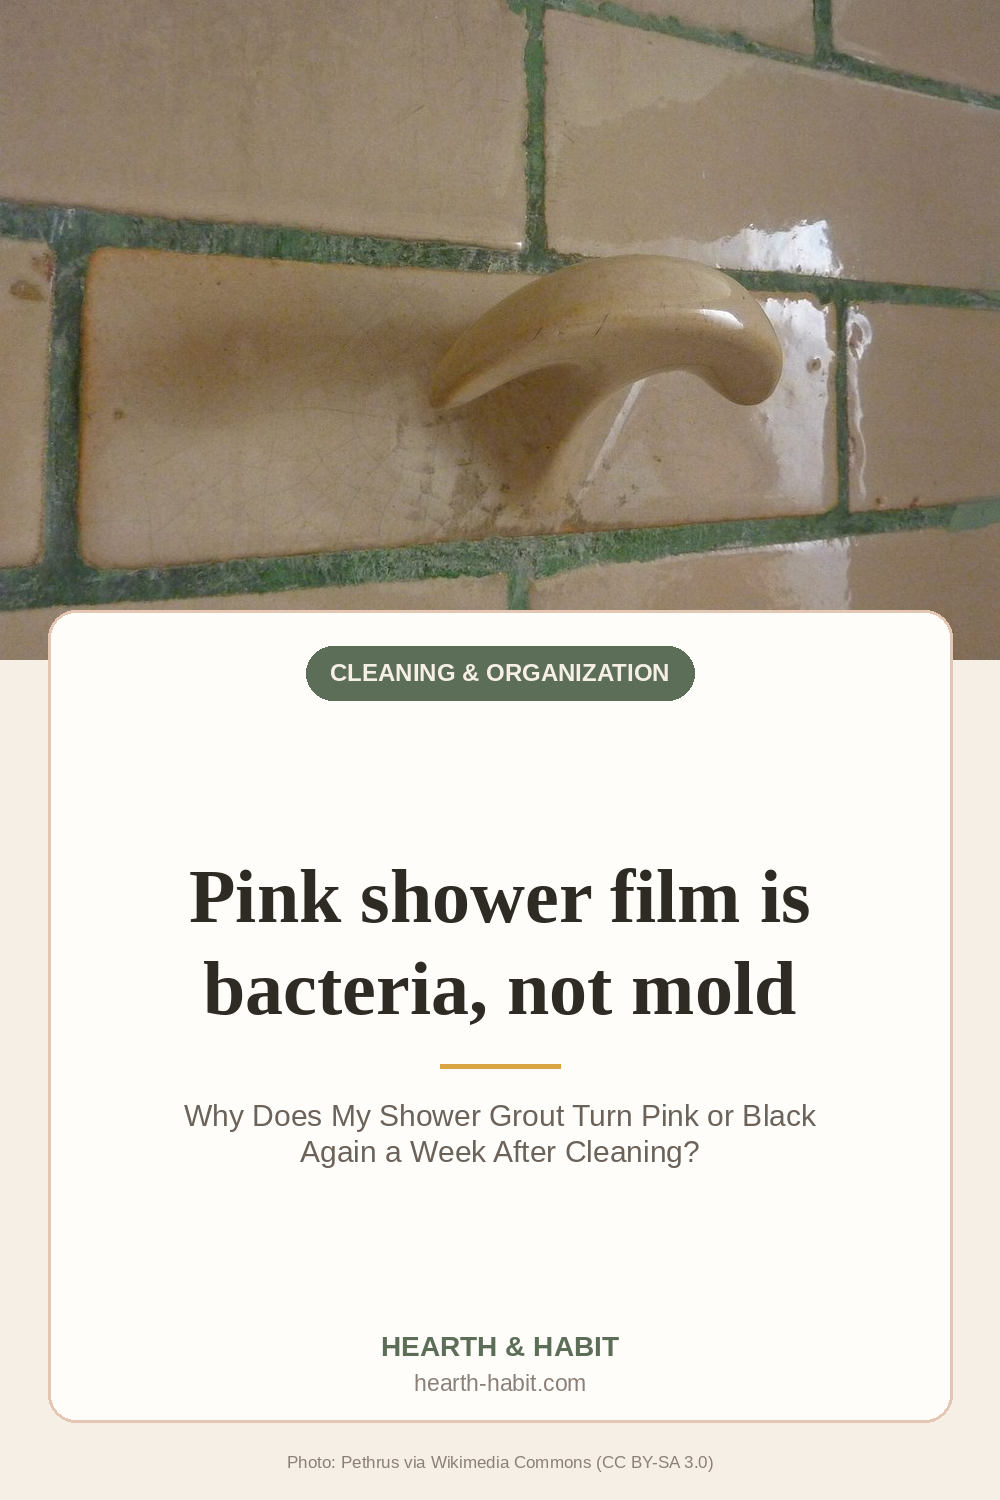 CLEANING & ORGANIZATION
Pink shower film is
bacteria, not mold
Why Does My Shower Grout Turn Pink or Black
Again a Week After Cleaning?
HEARTH & HABIT
hearth-habit.com
Photo: Pethrus via Wikimedia Commons (CC BY-SA 3.0)